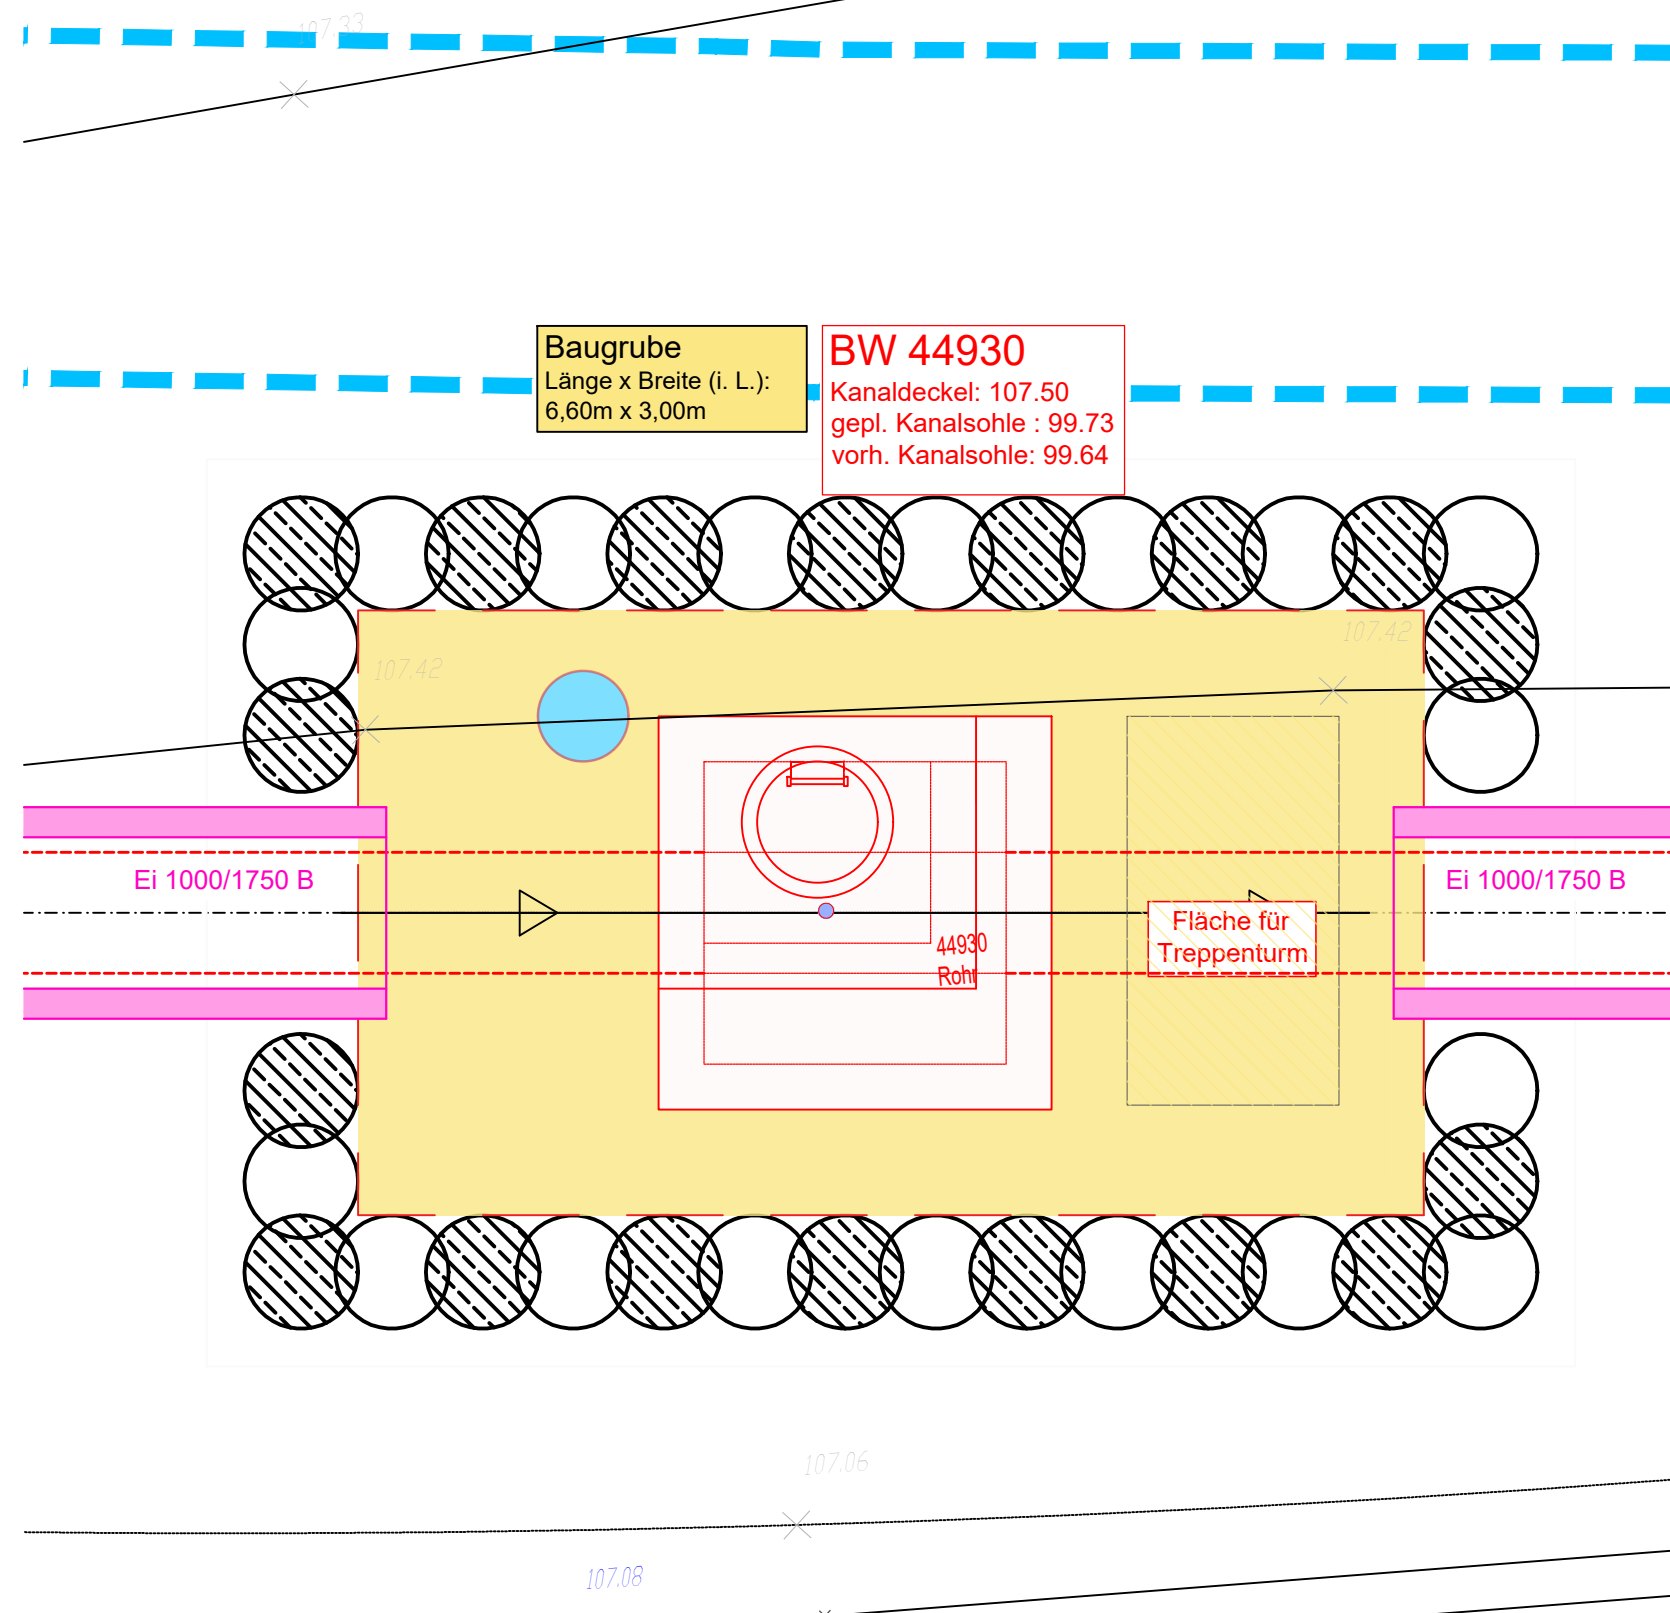 107.33
Baugrube
Länge x Breite (i. L.):
6,60m x 3,00m
BW 44930
Kanaldeckel: 107.50
gepl. Kanalsohle : 99.73
vorh. Kanalsohle: 99.64
107.42
107.42
Ei 1000/1750 B
Ei 1000/1750 B
Fläche für
Treppenturm
44930
Rohr
107.06
107.08